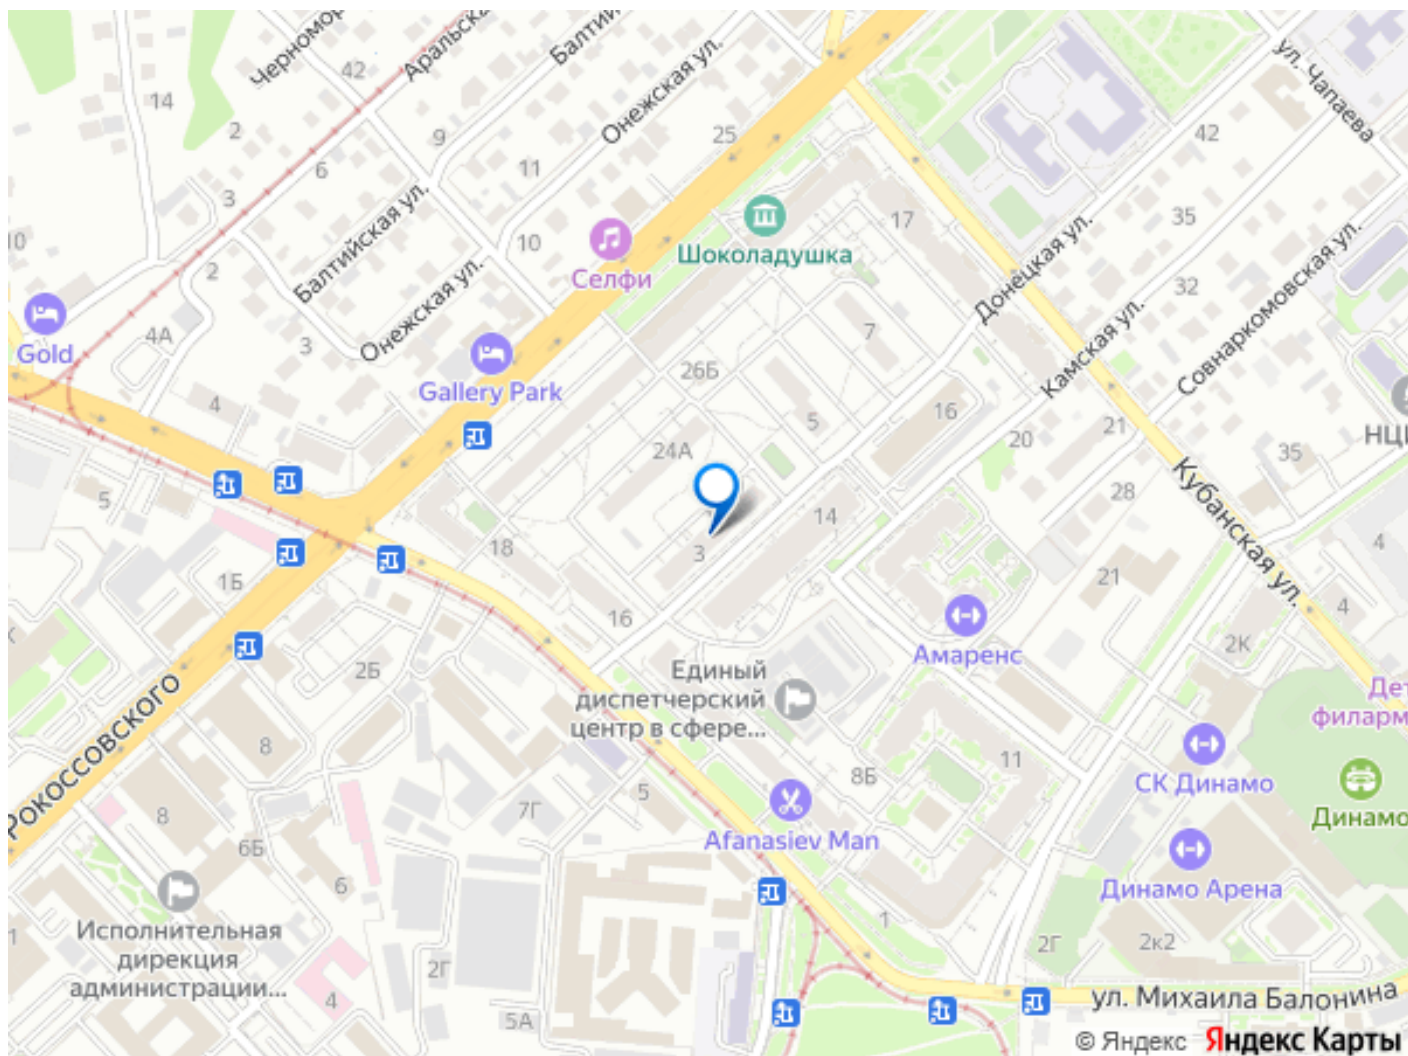 Черномор
42
Аральска
Балтий
Онежская ул.
14
2
9
6
11
25
3
Балтийская ул.
10
10
2
Селфи
Шоколадушка
17
ул. Чапаева
42
35
Донецкая ул.
32
Совнаркомовская ул.
Камская ул.
Gold
4А
3
Онежская ул.
Gallery Park
26Б
7
4
24А
5
16
20
21
35
НЦ
28
Кубанская ул.
5
18
3
14
4
1Б
16
21
4
2К
Амаренс
2Б
Единый
диспетчерский
центр в сфере...
Дет
филарм
Рокоссовского
8
8
7Г
5
8Б
11
СК Динамо
Динамо
Afanasiev Man
6Б
6
Динамо Арена
1
Исполнительная
дирекция
администрации...
4
2Г
5А
1
2Г
2к2
ул. Михаила Балонина
© Яндекс Яндекс Карты